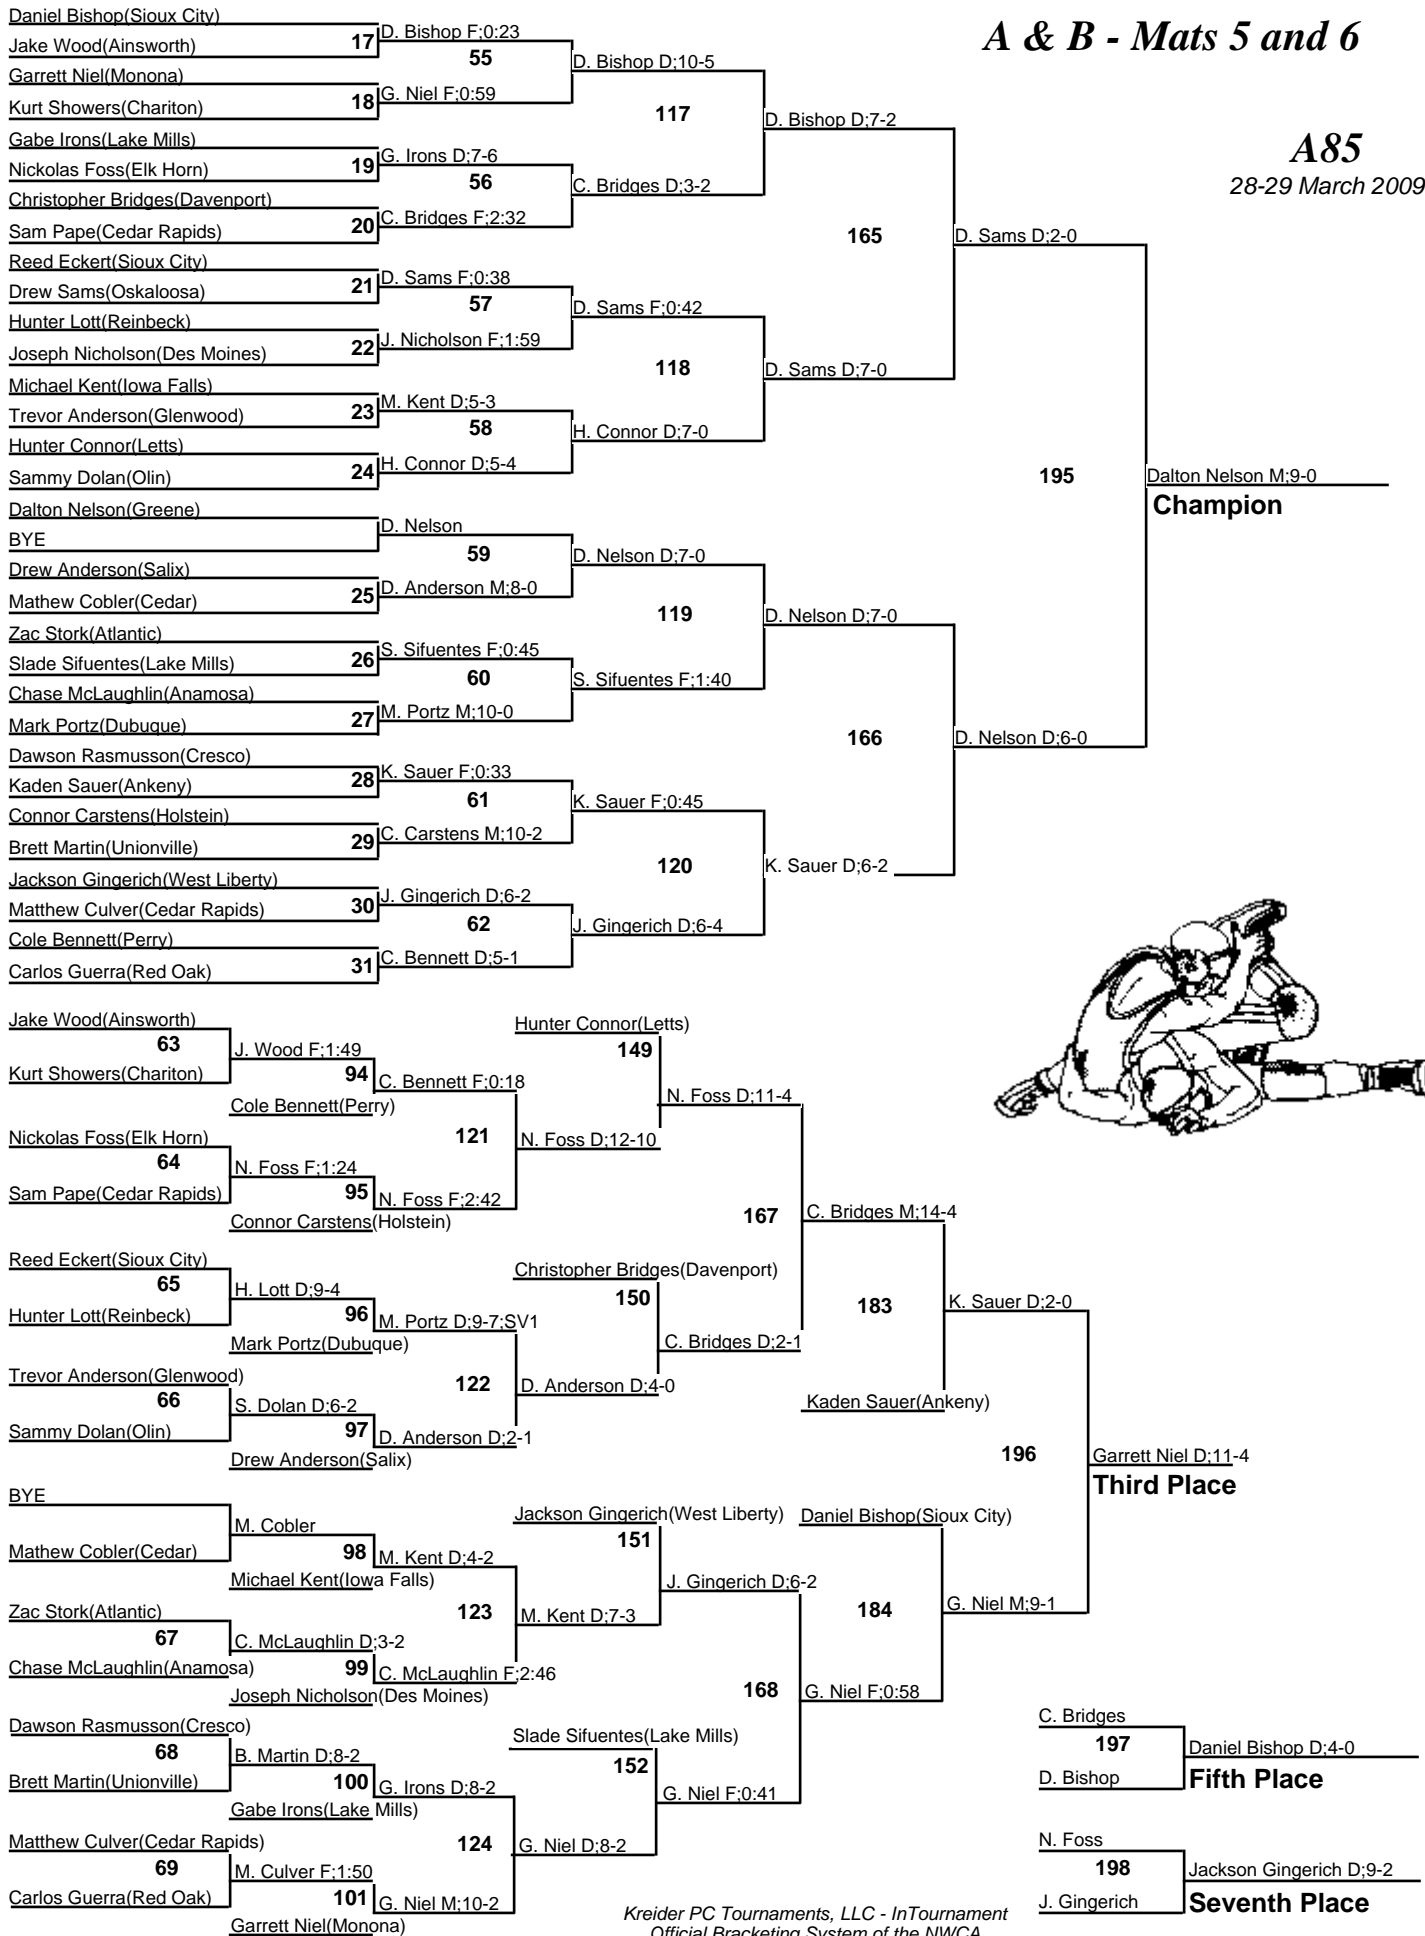 A & B - Mats 5 and 6
A85
28-29 March 2009
Daniel Bishop(Sioux City)
Jake Wood(Ainsworth)
17
D. Bishop F;0:23
55
Garrett Niel(Monona)
Kurt Showers(Chariton)
18
G. Niel F;0:59
D. Bishop D;10-5
117
Gabe Irons(Lake Mills)
Nickolas Foss(Elk Horn)
19
G. Irons D;7-6
56
Christopher Bridges(Davenport)
Sam Pape(Cedar Rapids)
20
C. Bridges F;2:32
C. Bridges D;3-2
D. Bishop D;7-2
165
Reed Eckert(Sioux City)
Drew Sams(Oskaloosa)
21
D. Sams F;0:38
57
Hunter Lott(Reinbeck)
Joseph Nicholson(Des Moines)
22
J. Nicholson F;1:59
D. Sams F;0:42
118
Michael Kent(Iowa Falls)
Trevor Anderson(Glenwood)
23
M. Kent D;5-3
58
Hunter Connor(Letts)
Sammy Dolan(Olin)
24
H. Connor D;5-4
H. Connor D;7-0
D. Sams D;7-0
D. Sams D;2-0
195
Dalton Nelson M;9-0
Champion
Dalton Nelson(Greene)
BYE
D. Nelson
59
Drew Anderson(Salix)
Mathew Cobler(Cedar)
25
D. Anderson M;8-0
D. Nelson D;7-0
119
Zac Stork(Atlantic)
Slade Sifuentes(Lake Mills)
26
S. Sifuentes F;0:45
60
Chase McLaughlin(Anamosa)
Mark Portz(Dubuque)
27
M. Portz M;10-0
S. Sifuentes F;1:40
D. Nelson D;7-0
166
D. Nelson D;6-0
Dawson Rasmusson(Cresco)
Kaden Sauer(Ankeny)
28
K. Sauer F;0:33
61
Connor Carstens(Holstein)
Brett Martin(Unionville)
29
C. Carstens M;10-2
K. Sauer F;0:45
120
K. Sauer D;6-2
Jackson Gingerich(West Liberty)
Matthew Culver(Cedar Rapids)
30
J. Gingerich D;6-2
62
Cole Bennett(Perry)
Carlos Guerra(Red Oak)
31
C. Bennett D;5-1
J. Gingerich D;6-4
Jake Wood(Ainsworth)
63
Kurt Showers(Chariton)
J. Wood F;1:49
94
Cole Bennett(Perry)
C. Bennett F;0:18
121
Nickolas Foss(Elk Horn)
64
Sam Pape(Cedar Rapids)
N. Foss F;1:24
95
Connor Carstens(Holstein)
N. Foss F;2:42
Hunter Connor(Letts)
149
N. Foss D;12-10
N. Foss D;11-4
167
Reed Eckert(Sioux City)
65
Hunter Lott(Reinbeck)
H. Lott D;9-4
96
Mark Portz(Dubuque)
M. Portz D;9-7;SV1
122
Trevor Anderson(Glenwood)
66
Sammy Dolan(Olin)
S. Dolan D;6-2
97
Drew Anderson(Salix)
D. Anderson D;2-1
Christopher Bridges(Davenport)
150
D. Anderson D;4-0
C. Bridges D;2-1
C. Bridges M;14-4
183
Kaden Sauer(Ankeny)
K. Sauer D;2-0
196
Garrett Niel D;11-4
Third Place
BYE
Mathew Cobler(Cedar)
M. Cobler
98
Michael Kent(Iowa Falls)
M. Kent D;4-2
123
Zac Stork(Atlantic)
67
Chase McLaughlin(Anamosa)
C. McLaughlin D;3-2
99
Joseph Nicholson(Des Moines)
C. McLaughlin F;2:46
Jackson Gingerich(West Liberty)
151
M. Kent D;7-3
J. Gingerich D;6-2
168
Daniel Bishop(Sioux City)
184
G. Niel M;9-1
G. Niel F;0:58
Dawson Rasmusson(Cresco)
68
Brett Martin(Unionville)
B. Martin D;8-2
100
Gabe Irons(Lake Mills)
G. Irons D;8-2
124
Matthew Culver(Cedar Rapids)
69
Carlos Guerra(Red Oak)
M. Culver F;1:50
101
Garrett Niel(Monona)
G. Niel M;10-2
Slade Sifuentes(Lake Mills)
152
G. Niel D;8-2
G. Niel F;0:41
C. Bridges
197
D. Bishop
Daniel Bishop D;4-0
Fifth Place
N. Foss
198
J. Gingerich
Jackson Gingerich D;9-2
Seventh Place
Kreider PC Tournaments, LLC - InTournament
Official Bracketing System of the NWCA